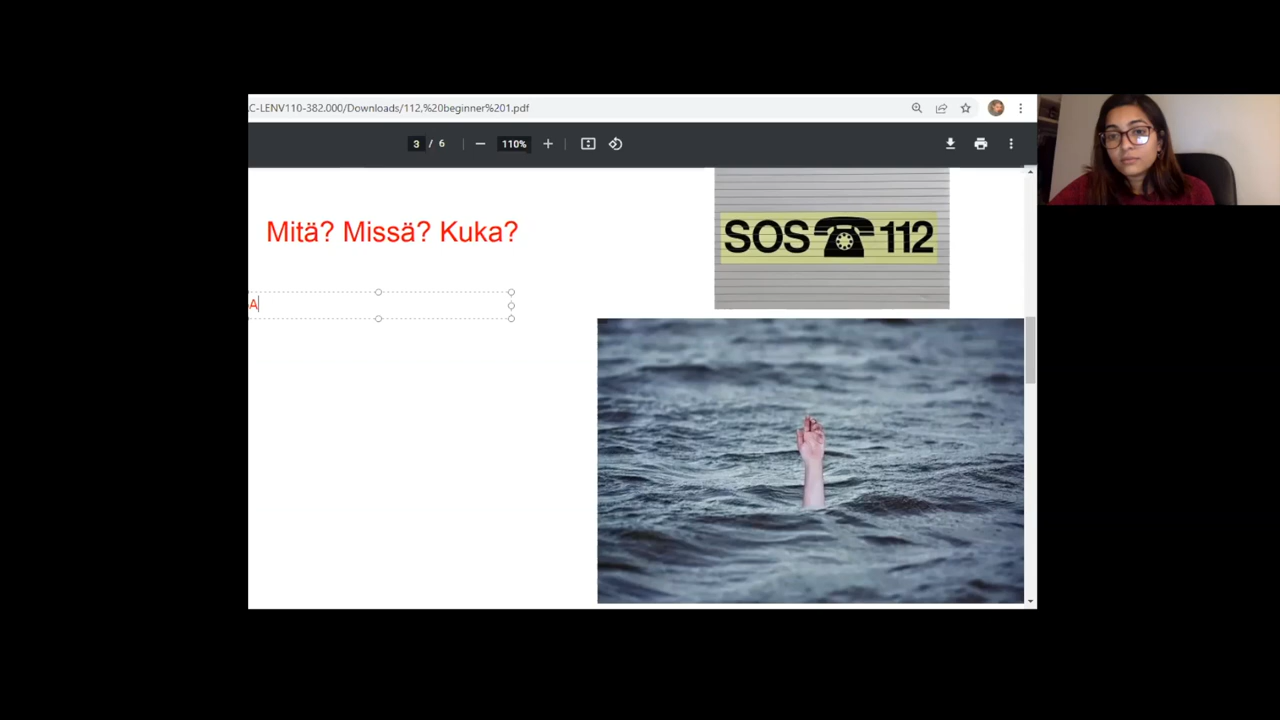 C-LENV110-382.000/Downloads/112,%20beginner%201.pdf
3 / 6
110%
Mitä? Missä? Kuka?
SOS 112
A